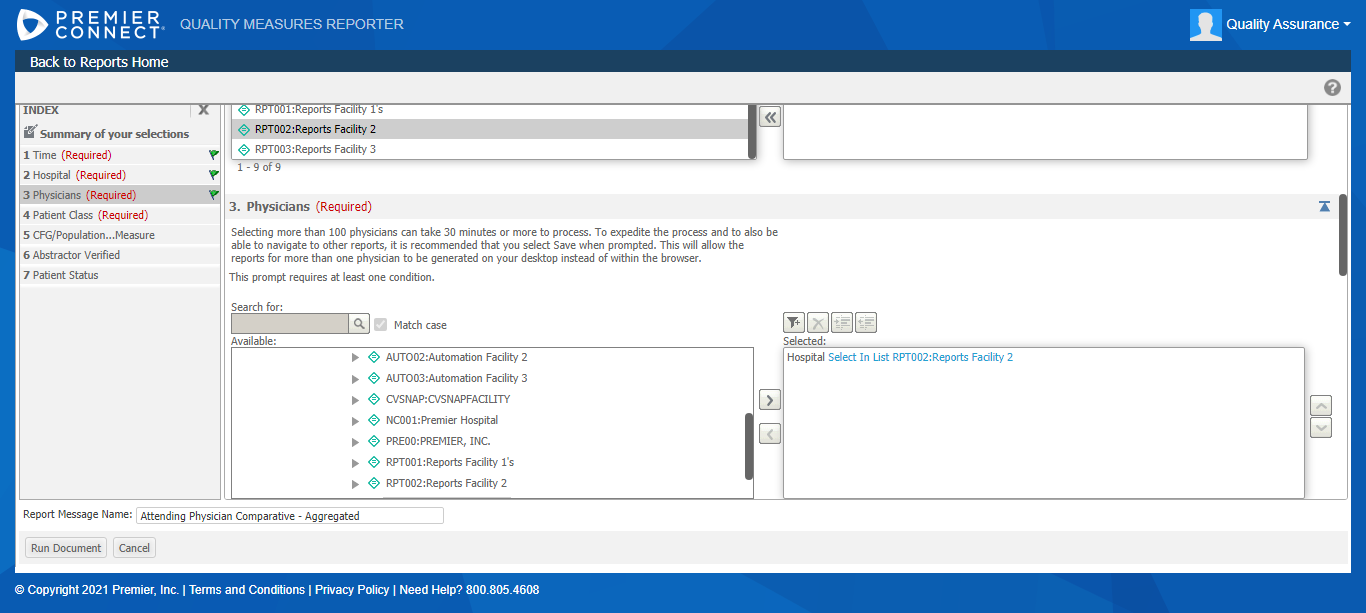 PREMIER
CONNECT
QUALITY MEASURES REPORTER
Quality Assurance
Back to Reports Home
?
INDEX
X
Summary of your selections
1 Time (Required)
2 Hospital (Required)
3 Physicians (Required)
4 Patient Class (Required)
5 CFG/Population...Measure
6 Abstractor Verified
7 Patient Status
RPT001:Reports Facility 1's
RPT002:Reports Facility 2
RPT003:Reports Facility 3
1 - 9 of 9
3. Physicians (Required)
Selecting more than 100 physicians can take 30 minutes or more to process. To expedite the process and to also be
able to navigate to other reports, it is recommended that you select Save when prompted. This will allow the
reports for more than one physician to be generated on your desktop instead of within the browser.
This prompt requires at least one condition.
Search for:
Match case
Available:
AUTO02:Automation Facility 2
AUTO03:Automation Facility 3
CVSNAP:CVSNAPFACILITY
NC001:Premier Hospital
PRE00:PREMIER, INC.
RPT001:Reports Facility 1's
RPT002:Reports Facility 2
Selected:
Hospital Select In List RPT002:Reports Facility 2
Report Message Name: Attending Physician Comparative - Aggregated
Run Document Cancel
© Copyright 2021 Premier, Inc. | Terms and Conditions | Privacy Policy | Need Help? 800.805.4608